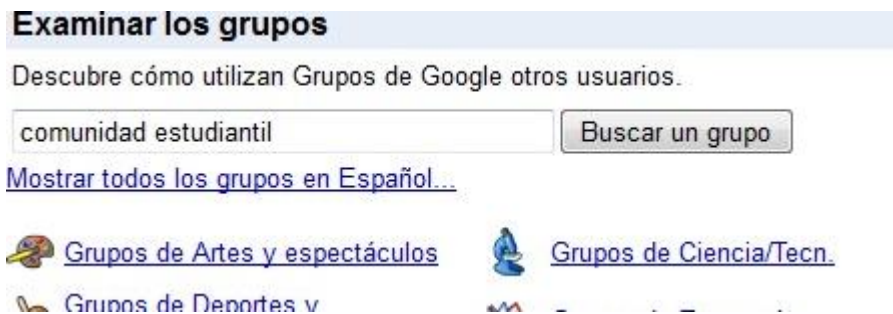 Examinar los grupos
Descubre cómo utilizan Grupos de Google otros usuarios.
comunidad estudiantil Buscar un grupo
Mostrar todos los grupos en Español...
Grupos de Artes y espectáculos Grupos de Ciencia/Tecn.
Grupos de Deportes y